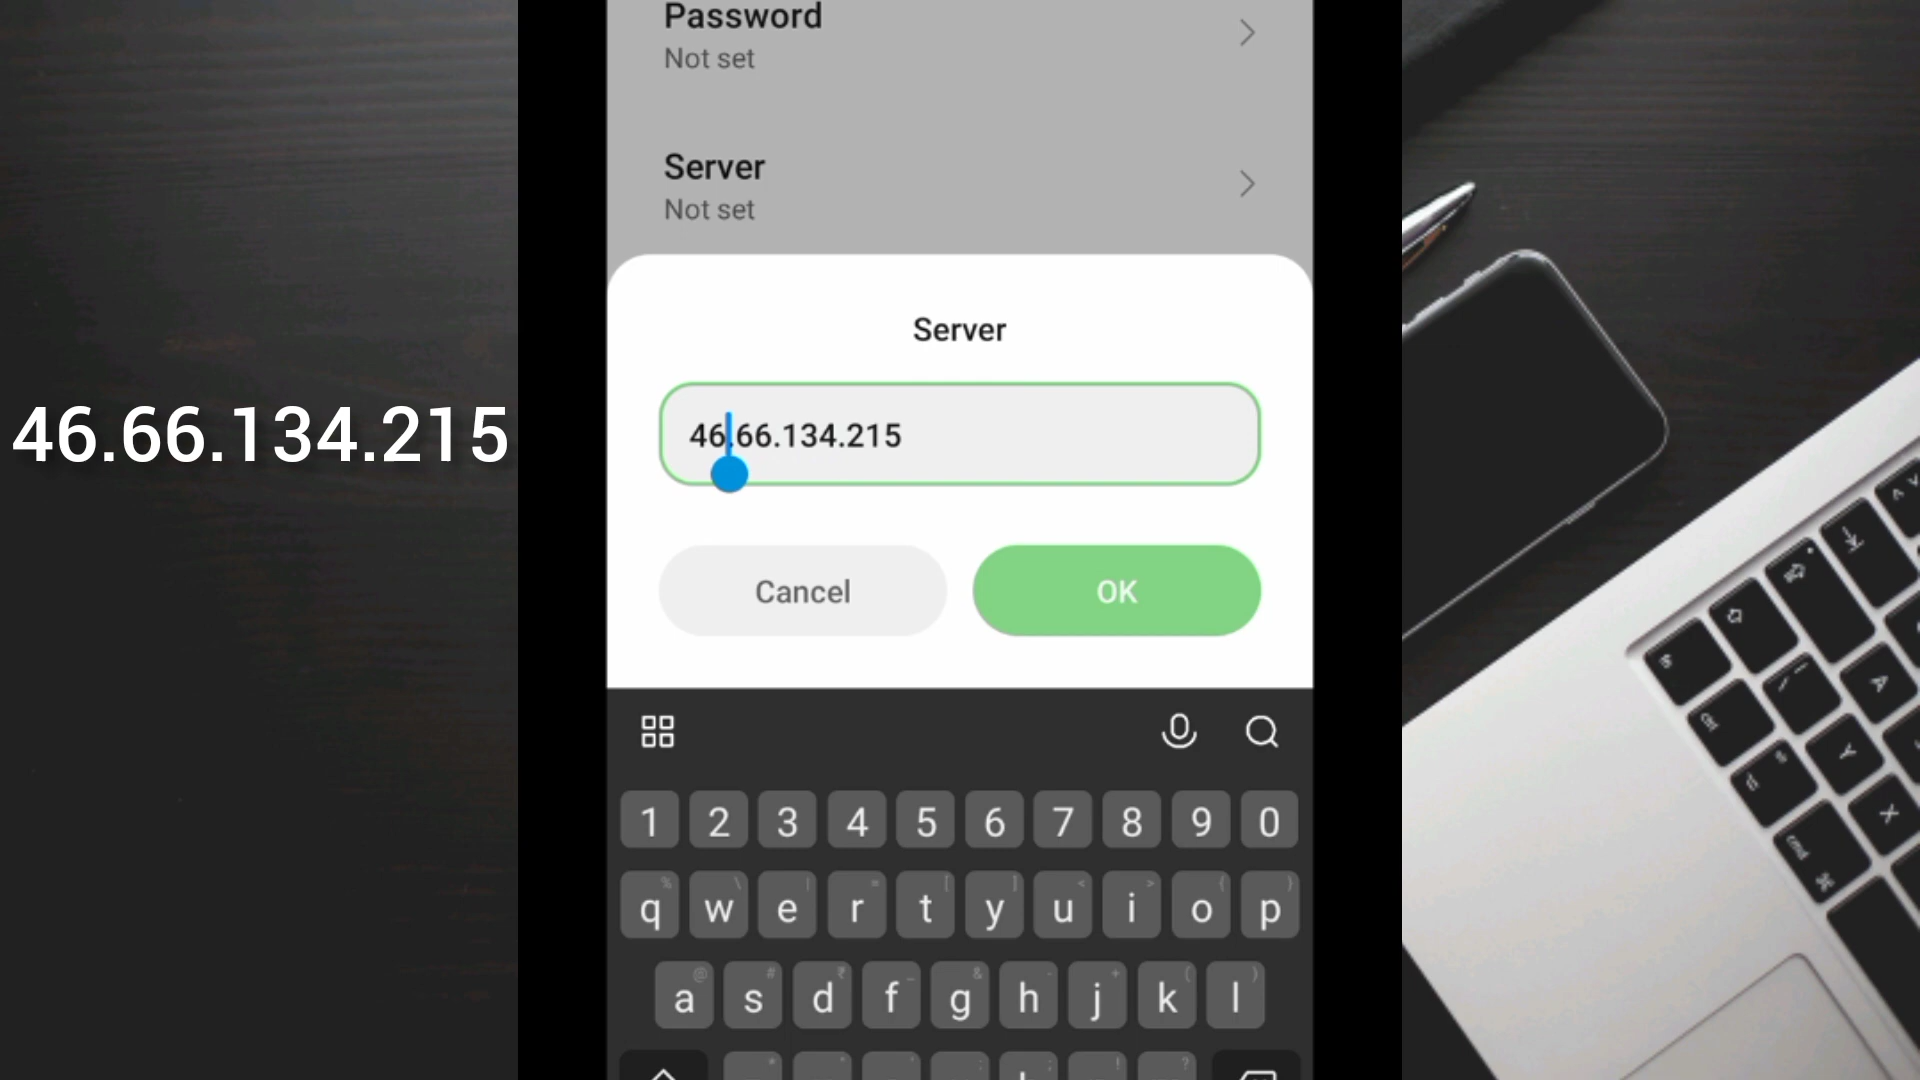 Password
Not set
Server
Not set
Server
46.66.134.215
46.66.134.215
Cancel
OK
1 2 3 4 5 6 7 8 9 0
q w e r t y u i o p
a s d f g h j k l